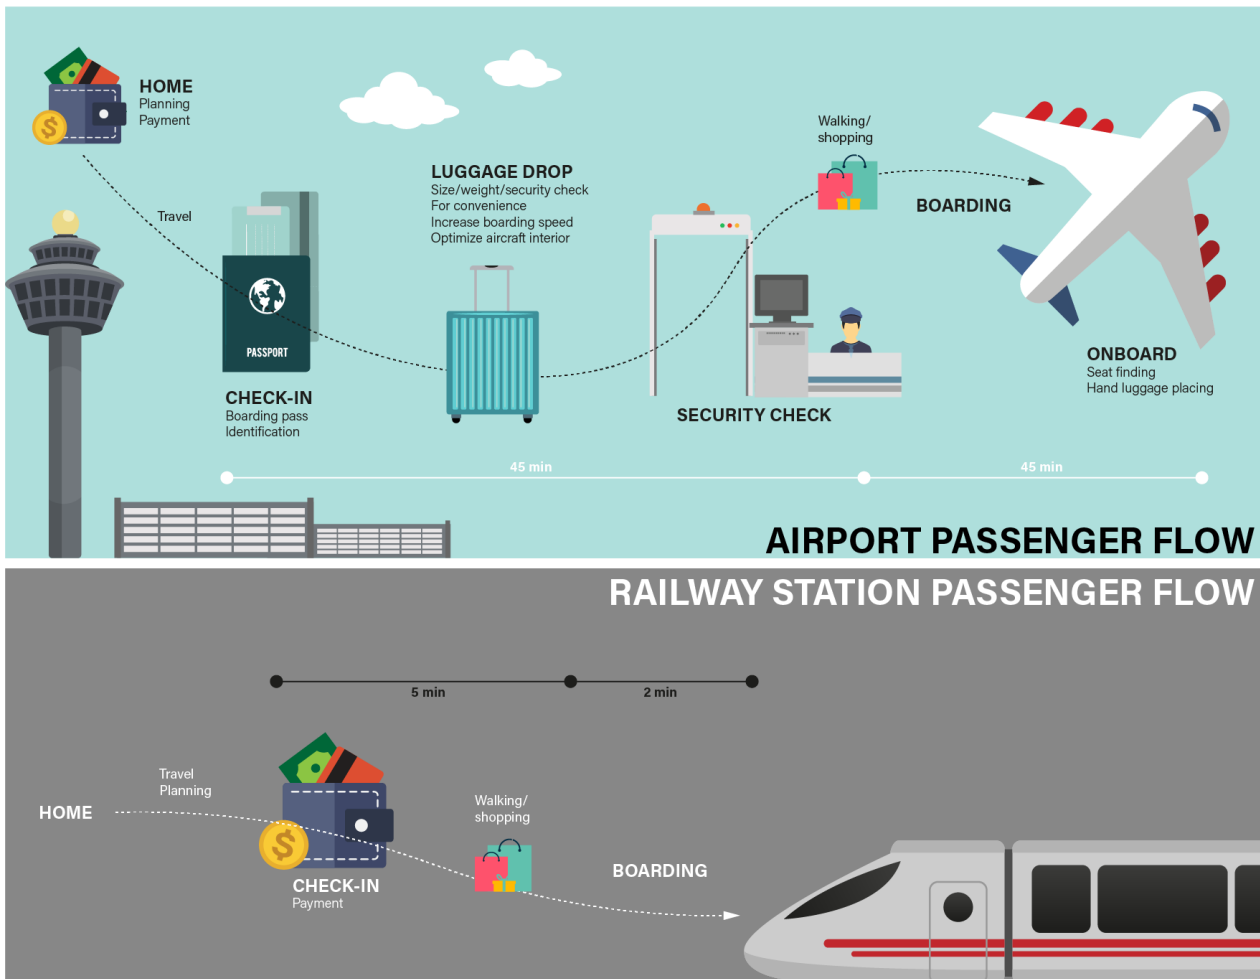 HOME
Planning
Payment
Travel
$
PASSPORT
CHECK-IN
Boarding pass
Identification
LUGGAGE DROP
Size/weight/security check
For convenience
Increase boarding speed
Optimize aircraft interior
SECURITY CHECK
Walking/
shopping
BOARDING
ONBOARD
Seat finding
Hand luggage placing
45 min
45 min
AIRPORT PASSENGER FLOW
RAILWAY STATION PASSENGER FLOW
5 min
2 min
HOME
Travel
Planning
$
CHECK-IN
Payment
Walking/
shopping
BOARDING